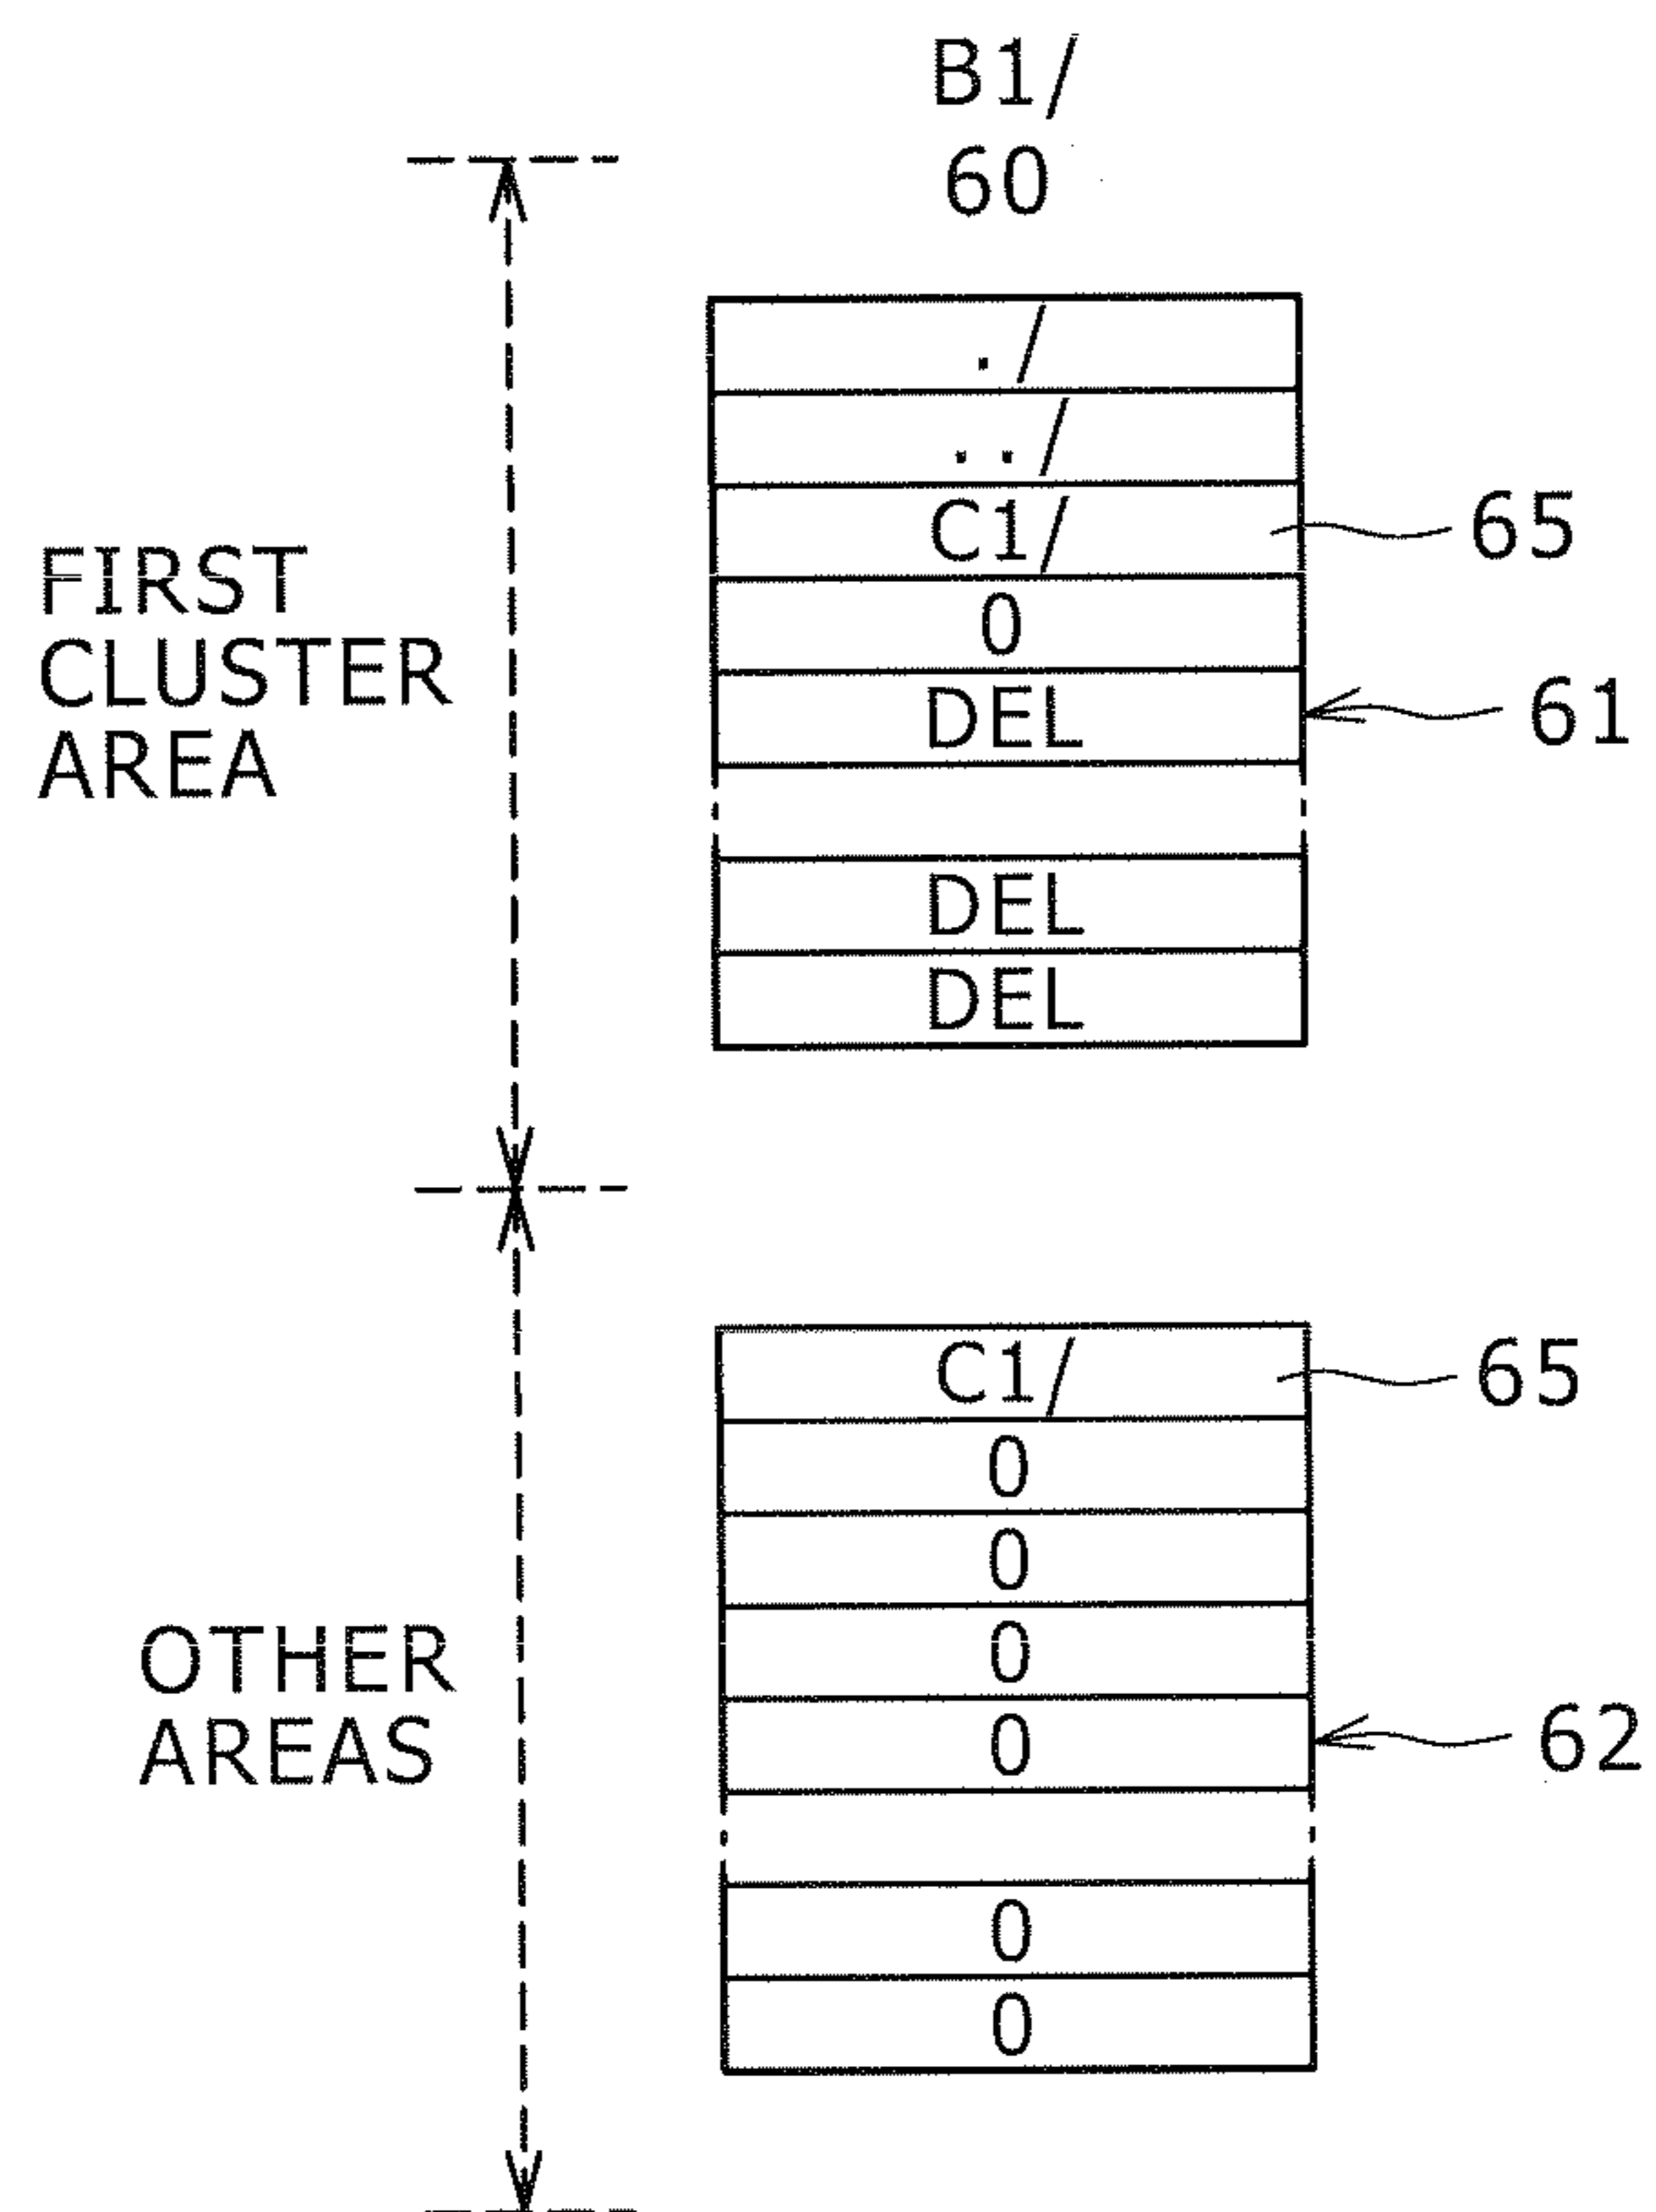 B1/
60
./
../
C1/ 65
0
FIRST
CLUSTER
AREA
DEL 61
DEL
DEL
C1/ 65
0
0
0
OTHER
AREAS
0 62
0
0